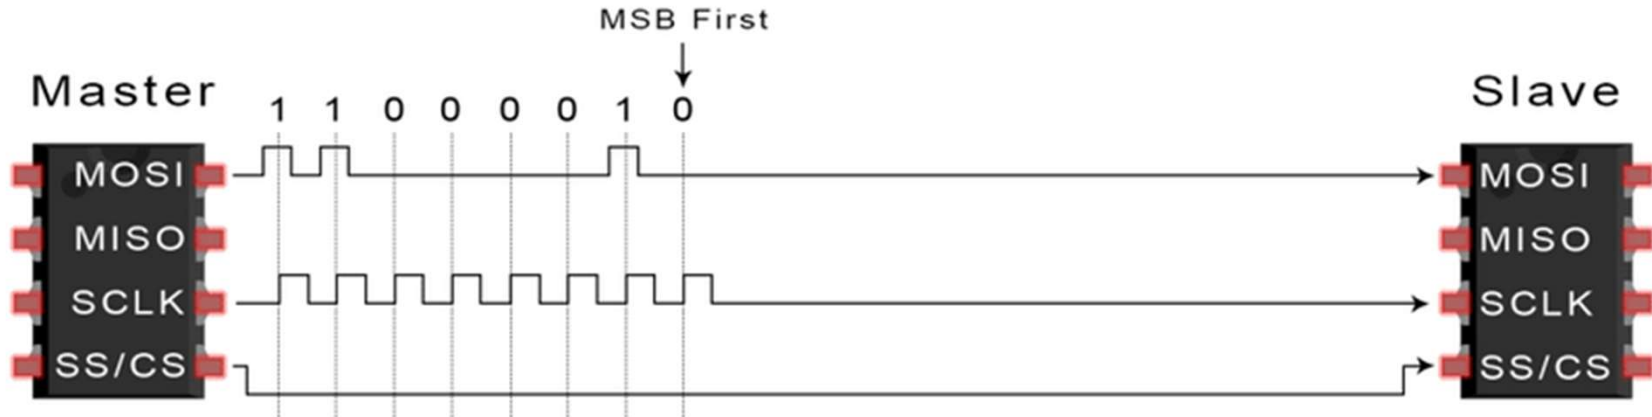 MSB First
Master
1 1 0 0 0 0 1 0
Slave
MOSI
MISO
SCLK
SS/CS
MOSI
MISO
SCLK
SS/CS